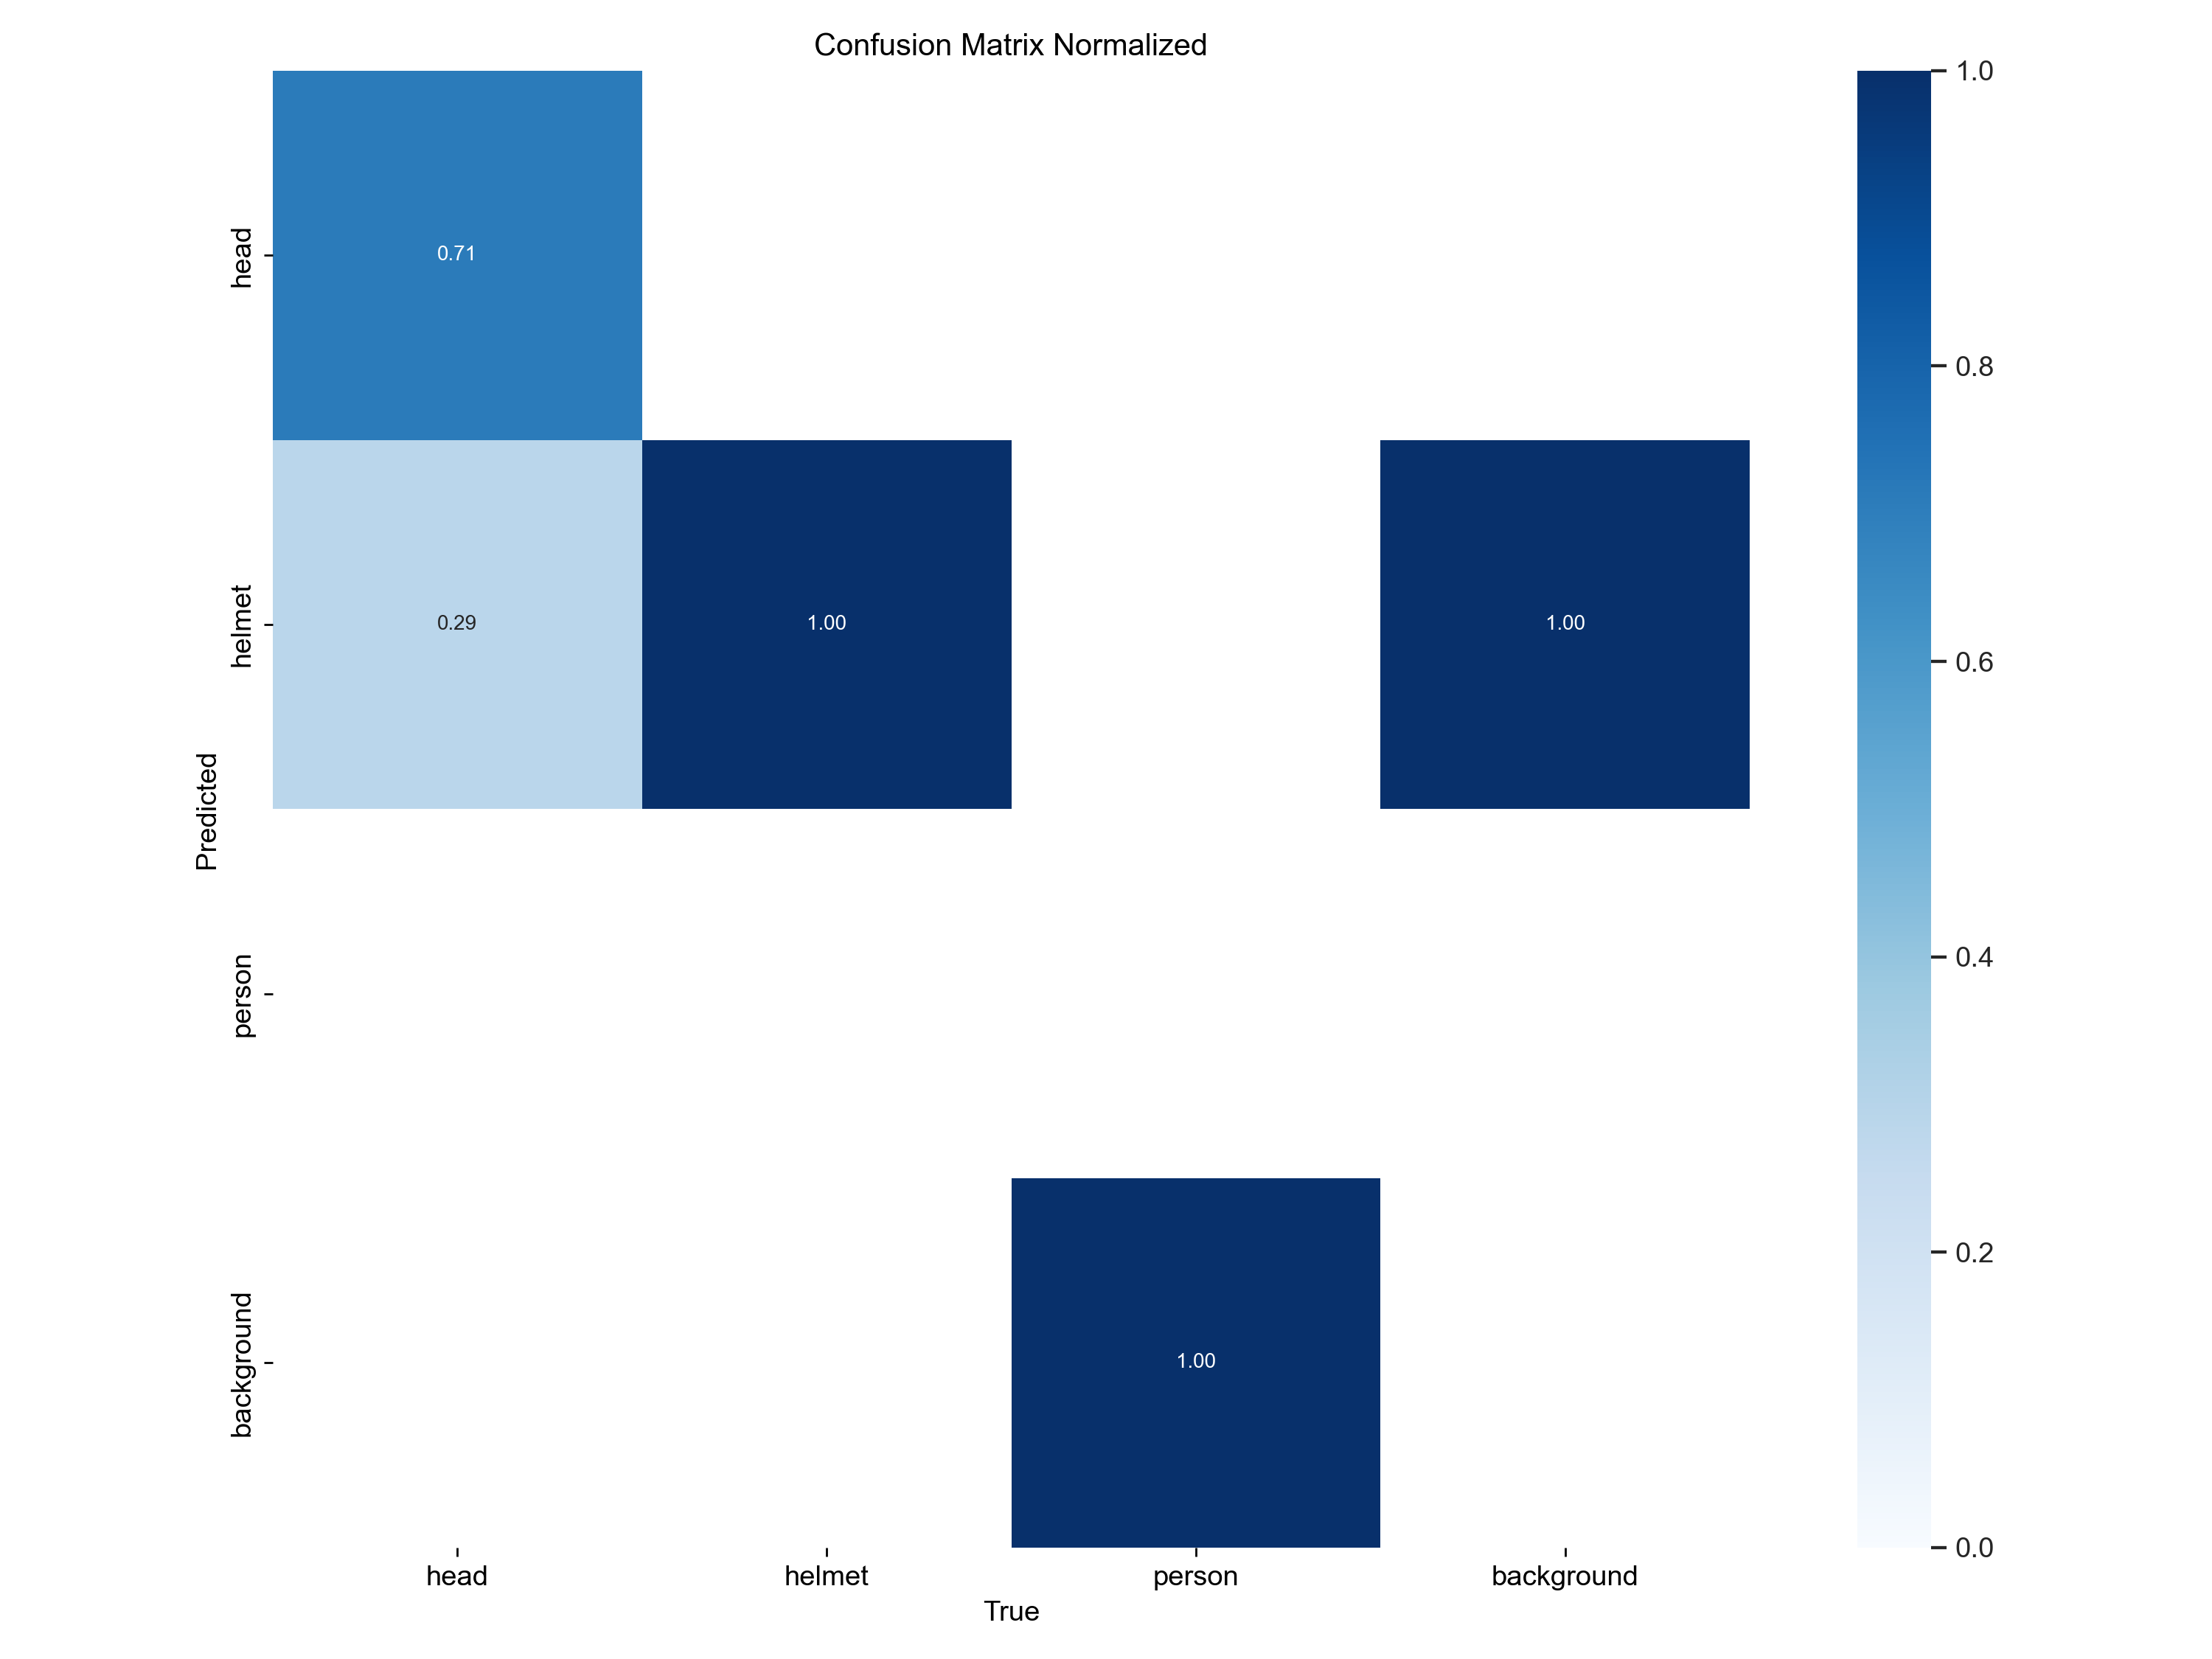 Confusion Matrix Normalized
head
0.71
helmet
0.29
1.00
1.00
Predicted
person
background
1.00
head
helmet
person
background
True
1.0
0.8
0.6
0.4
0.2
0.0